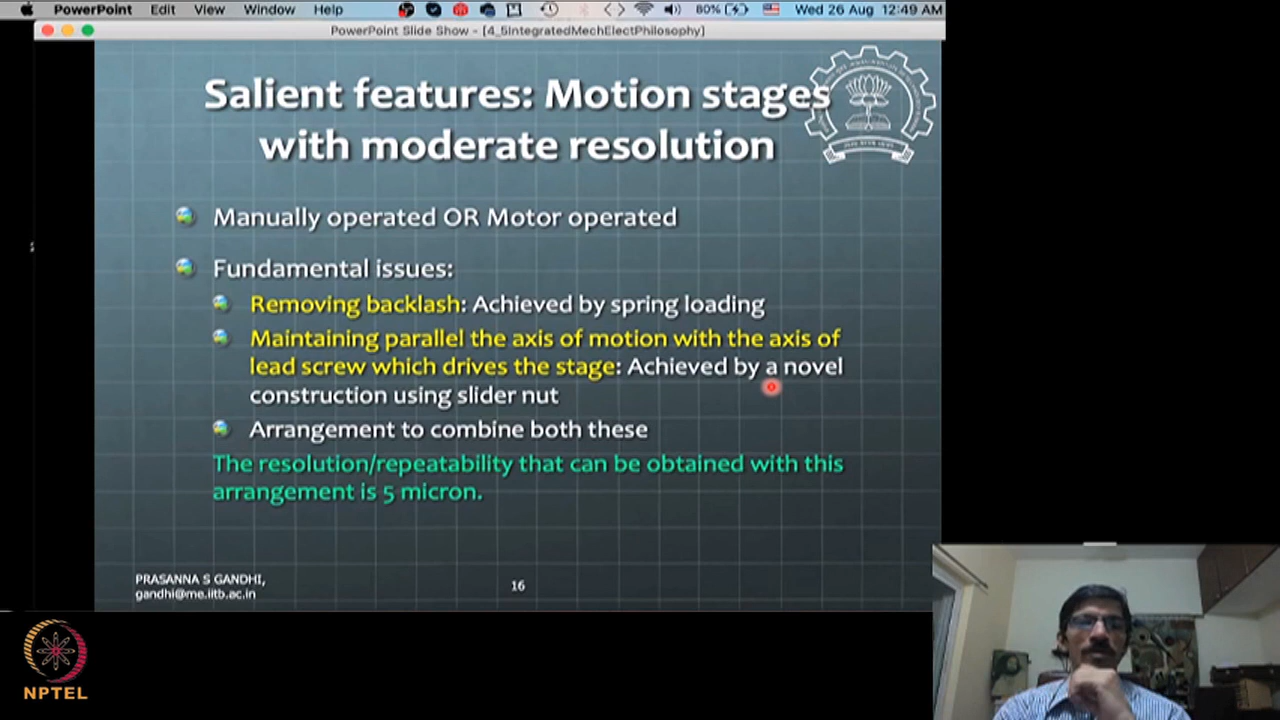 PowerPoint Edit View Window Help 80% Wed 26 Aug 12:49 AM
PowerPoint Slide Show - [4_5IntegratedMechElectPhilosophy]
Salient features: Motion stages
with moderate resolution
Manually operated OR Motor operated
Fundamental issues:
Removing backlash: Achieved by spring loading
Maintaining parallel the axis of motion with the axis of
lead screw which drives the stage: Achieved by a novel
construction using slider nut
Arrangement to combine both these
The resolution/repeatability that can be obtained with this
arrangement is 5 micron.
PRASANNA S GANDHI,
gandhi@me.iitb.ac.in
16
NPTEL